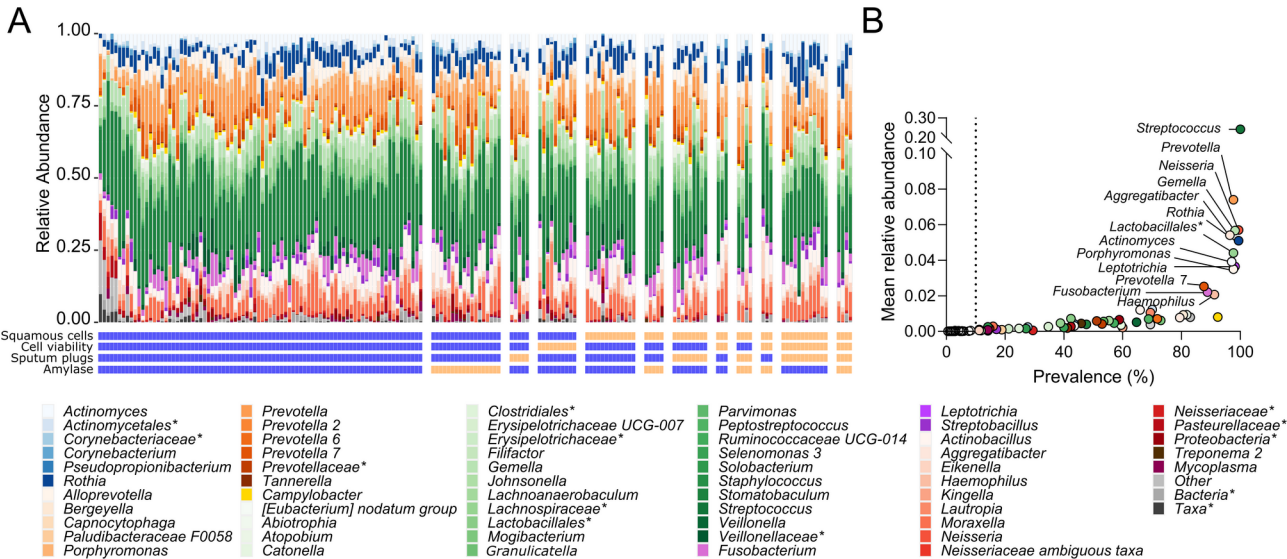 A
1.00
0.75
0.50
0.25
0.00
Relative Abundance
Squamous cells
Cell viability
Sputum plugs
Amylase
B
0.30
0.20
0.10
0.08
0.06
0.04
0.02
0.00
Mean relative abundance
Streptococcus
Prevotella
Neisseria
Gemella
Aggregatibacter
Rothia
Lactobacillales*
Actinomyces
Porphyromonas
Leptotrichia
Prevotella 7
Fusobacterium
Haemophilus
0 20 40 60 80 100
Prevalence (%)
Actinomyces
Actinomycetales*
Corynebacteriaceae*
Corynebacterium
Pseudopropionibacterium
Rothia
Alloprevotella
Bergeyella
Capnocytophaga
Paludibacteraceae F0058
Porphyromonas
Prevotella
Prevotella 2
Prevotella 6
Prevotella 7
Prevotellaceae*
Tannerella
Campylobacter
[Eubacterium] nodatum group
Abiotrophia
Atopobium
Catonella
Clostridiales*
Erysipelotrichaceae UCG-007
Erysipelotrichaceae*
Filifactor
Gemella
Johnsonella
Lachnoanaerobaculum
Lachnospiraceae*
Lactobacillales*
Mogibacterium
Granulicatella
Parvimonas
Peptostreptococcus
Ruminococcaceae UCG-014
Selenomonas 3
Solobacterium
Staphylococcus
Stomatobaculum
Streptococcus
Veillonella
Veillonellaceae*
Fusobacterium
Leptotrichia
Streptobacillus
Actinobacillus
Aggregatibacter
Eikenella
Haemophilus
Kingella
Lautropia
Moraxella
Neisseria
Neisseriaceae ambiguous taxa
Neisseriaceae*
Pasteurellaceae*
Proteobacteria*
Treponema 2
Mycoplasma
Other
Bacteria*
Taxa*